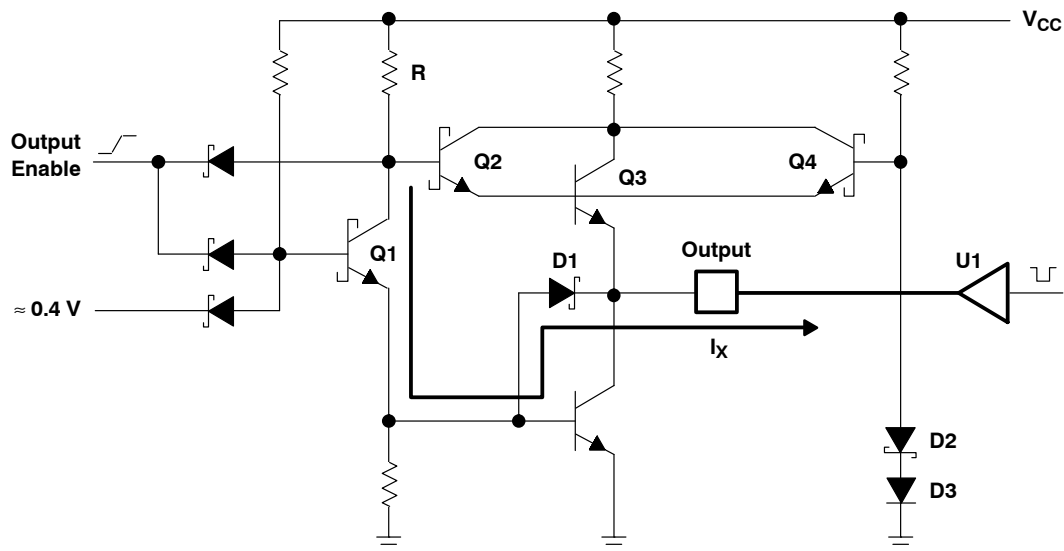 VCC
R
Output
Enable
Q2
Q3
Q4
Q1
D1
Output
U1
≈ 0.4 V
IX
D2
D3